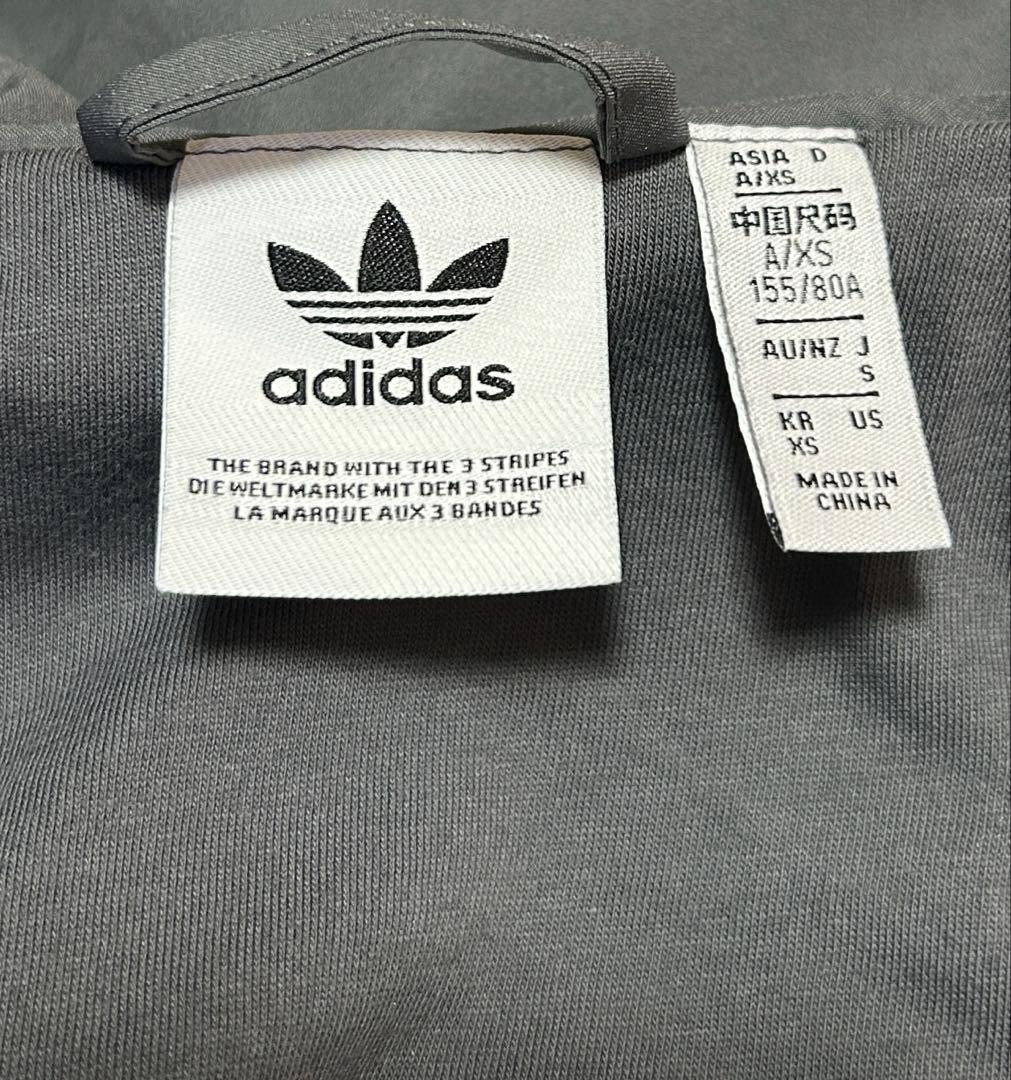 adidas
THE BRAND WITH THE 3 STRIPES
DIE WELTMARKE MIT DEN 3 STREIFEN
LA MARQUE AUX 3 BANDES
ASIA D
A/XS
中国尺码
A/XS
155/80A
AU/NZ J
S
KR US
XS
MADE IN
CHINA